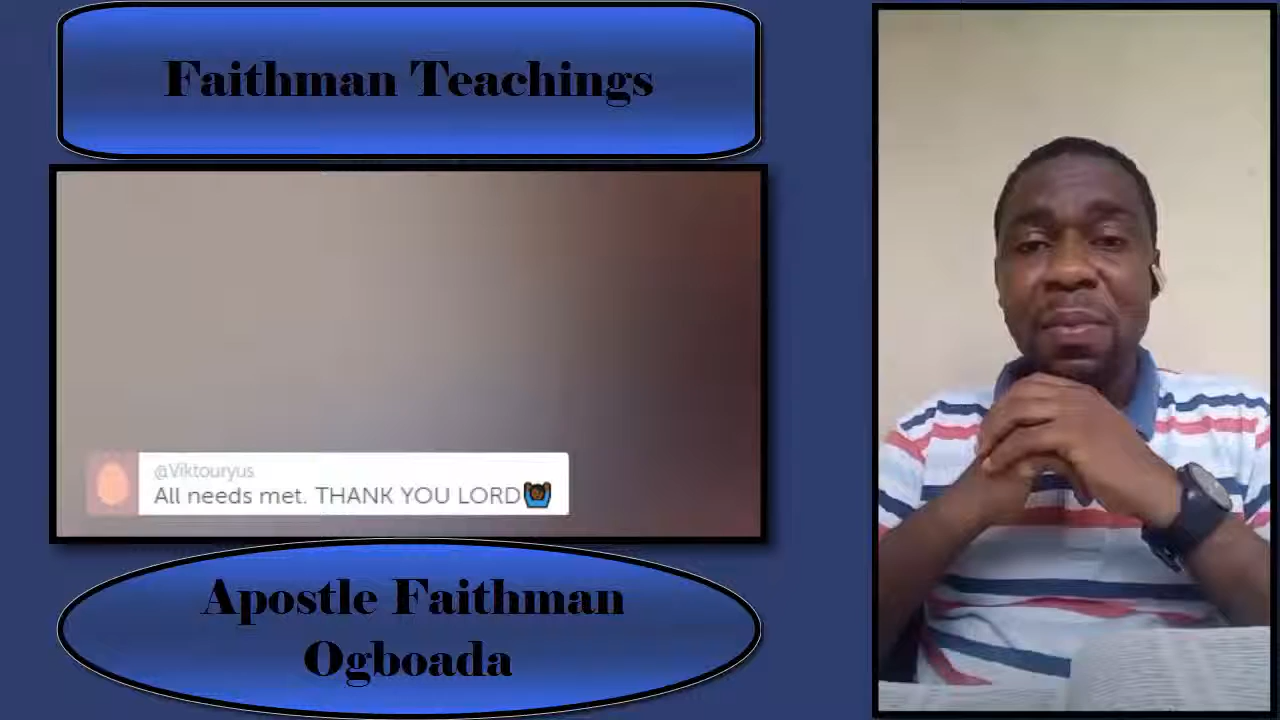 Faithman Teachings
@Viktouryus
All needs met. THANK YOU LORD🙌🏾
Apostle Faithman
Ogboada